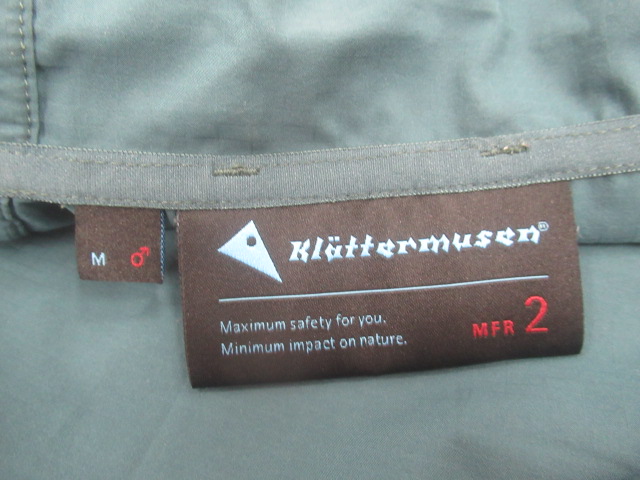 M ♂
Klättermusen®
Maximum safety for you.
Minimum impact on nature.
MFR 2